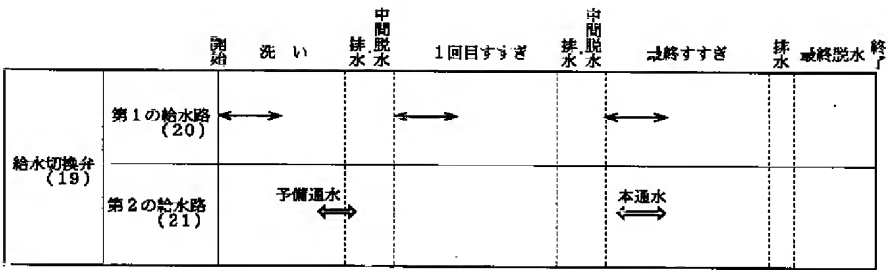 開始 洗い 排水 中間脱水 1回目すすぎ 排水 中間脱水 最終すすぎ 排水 最終脱水 終了
給水切換弁
(19)
第1の給水路
(20)
第2の給水路
(21)
予備通水
本通水